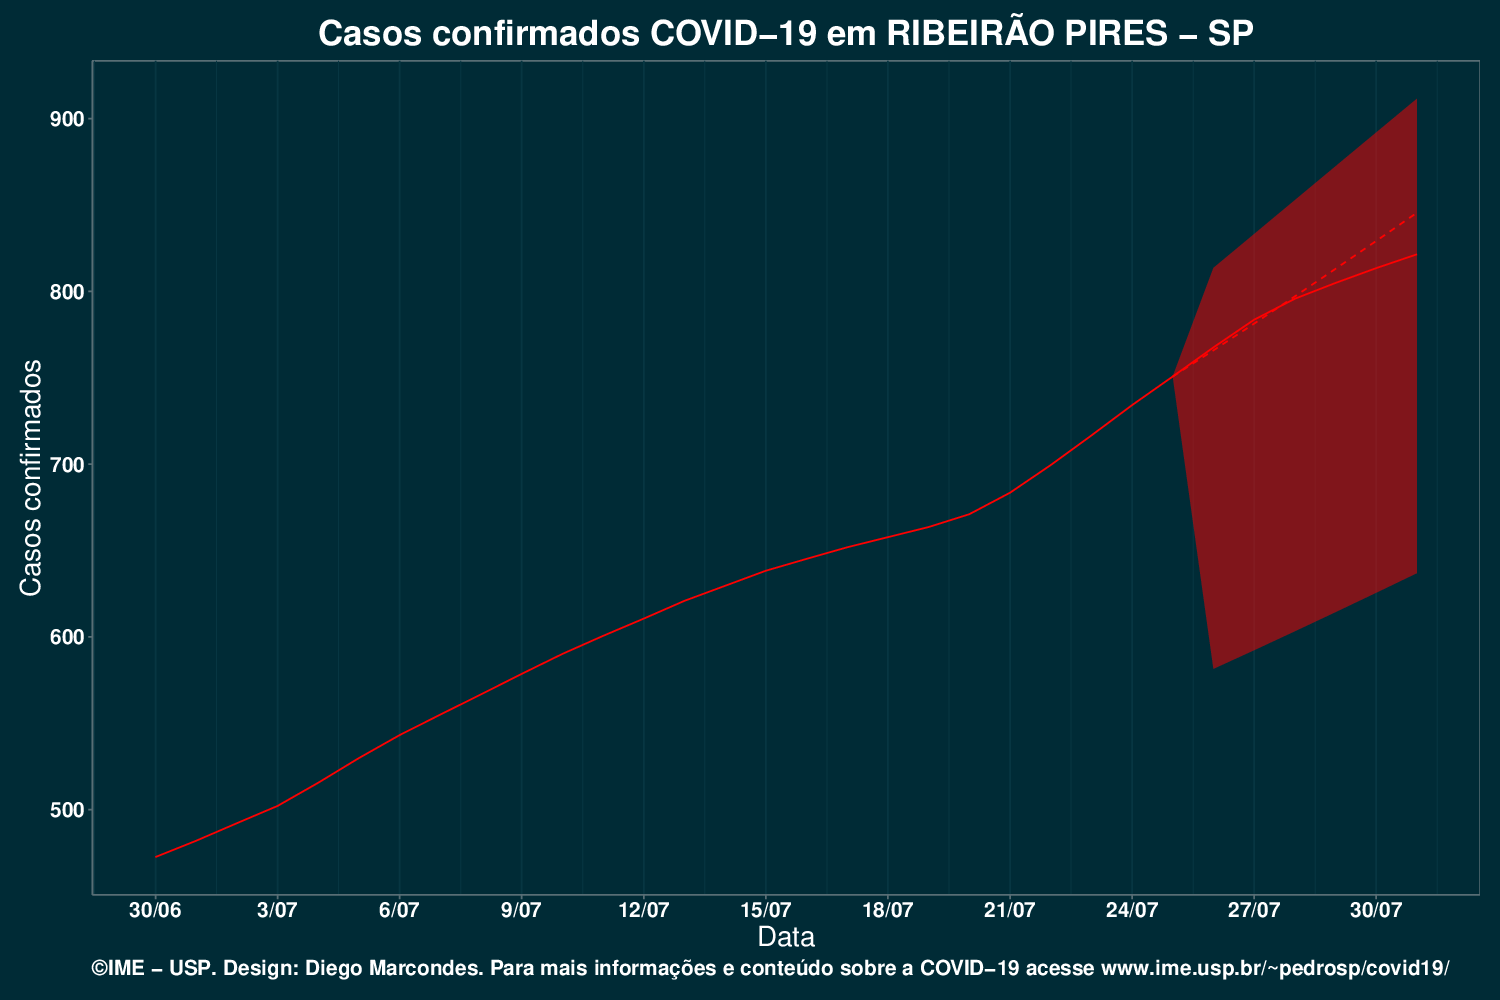 Casos confirmados COVID−19 em RIBEIRÃO PIRES − SP
Casos confirmados
900
800
700
600
500
30/06 3/07 6/07 9/07 12/07 15/07 18/07 21/07 24/07 27/07 30/07
Data
©IME − USP. Design: Diego Marcondes. Para mais informações e conteúdo sobre a COVID−19 acesse www.ime.usp.br/~pedrosp/covid19/